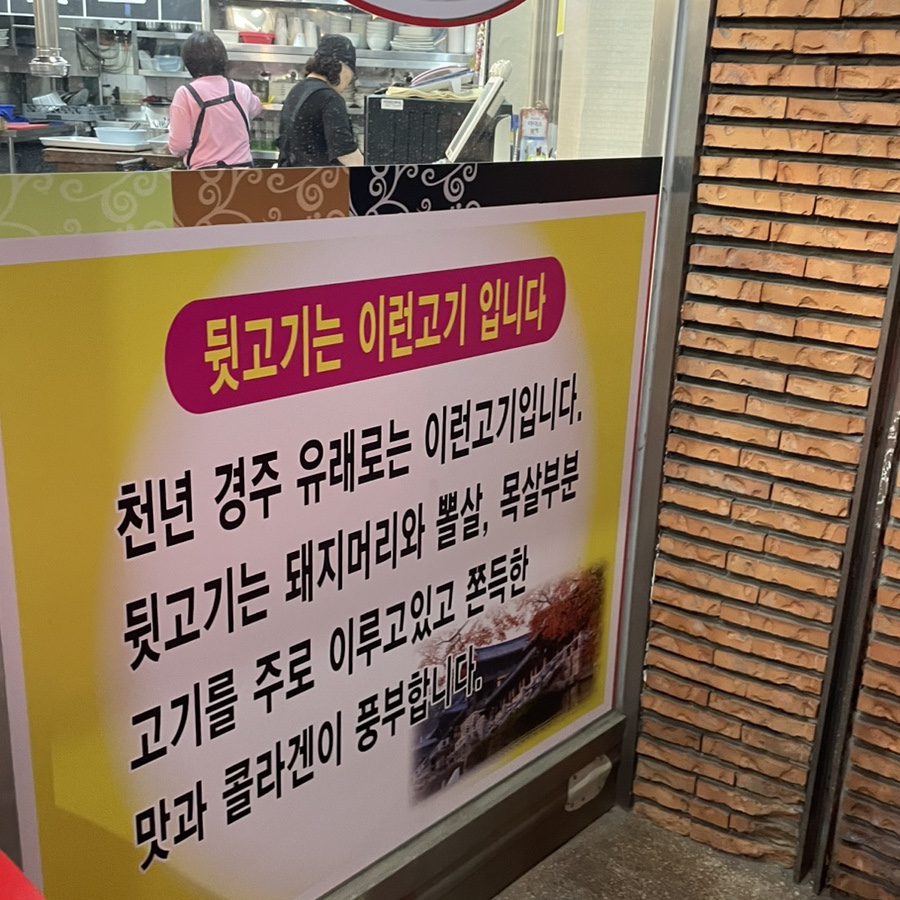 뒷고기는 이런고기 입니다
천년 경주 유래로는 이런고기입니다.
뒷고기는 돼지머리와 뽈살, 목살부분
고기를 주로 이루고있고 쫀득한
맛과 콜라겐이 풍부합니다.